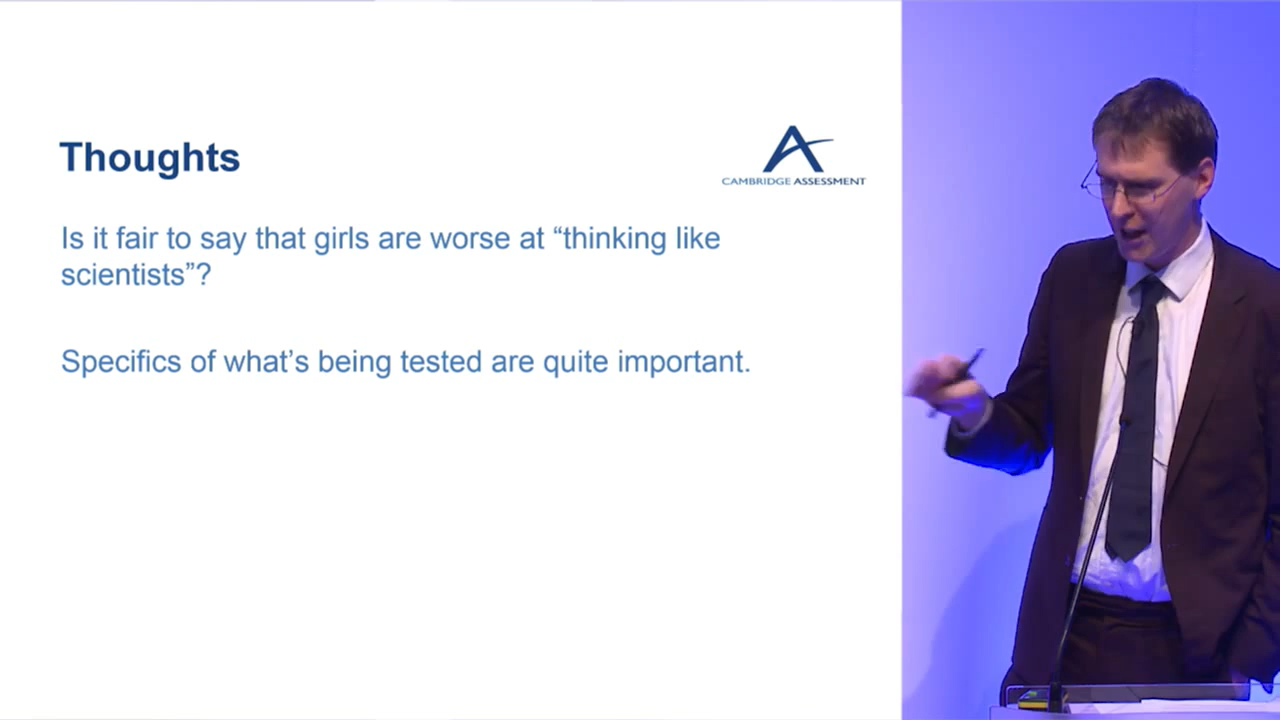 Thoughts
CAMBRIDGE ASSESSMENT
Is it fair to say that girls are worse at “thinking like
scientists”?
Specifics of what’s being tested are quite important.